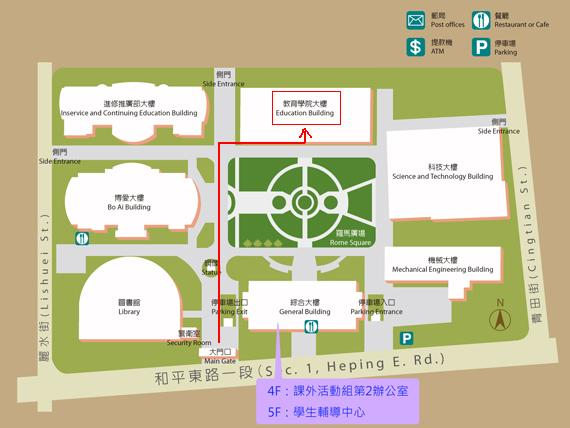 郵局
Post offices
餐廳
Restaurant or Cafe
提款機
ATM
停車場
Parking
側門
Side Entrance
進修推廣部大樓
Inservice and Continuing Education Building
教育學院大樓
Education Building
側門
Side Entrance
側門
Side Entrance
科技大樓
Science and Technology Building
博愛大樓
Bo Ai Building
羅馬廣場
Rome Square
銅像
Statue
機械大樓
Mechanical Engineering Building
圖書館
Library
停車場出口
Parking Exit
綜合大樓
General Building
停車場入口
Parking Entrance
N
警衛室
Security Room
大門口
Main Gate
麗水街 (Lishuei St.)
青田街 (Cingtian St.)
和平東路一段 (Sec. 1, Heping E. Rd.)
4F：課外活動組第2辦公室
5F：學生輔導中心